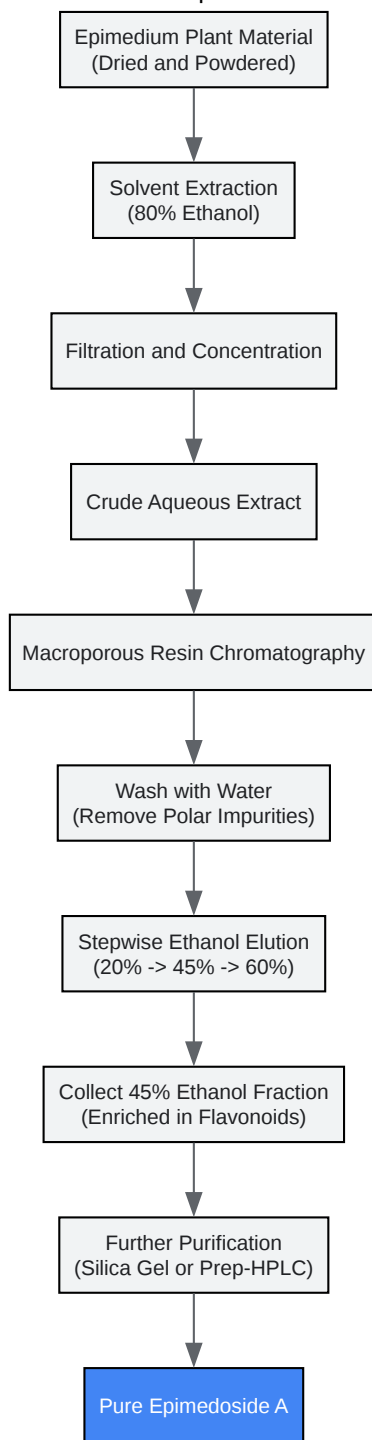 Epimedium Plant Material
(Dried and Powdered)
Solvent Extraction
(80% Ethanol)
Filtration and Concentration
Crude Aqueous Extract
Macroporous Resin Chromatography
Wash with Water
(Remove Polar Impurities)
Stepwise Ethanol Elution
(20% -> 45% -> 60%)
Collect 45% Ethanol Fraction
(Enriched in Flavonoids)
Further Purification
(Silica Gel or Prep-HPLC)
Pure Epimedoside A